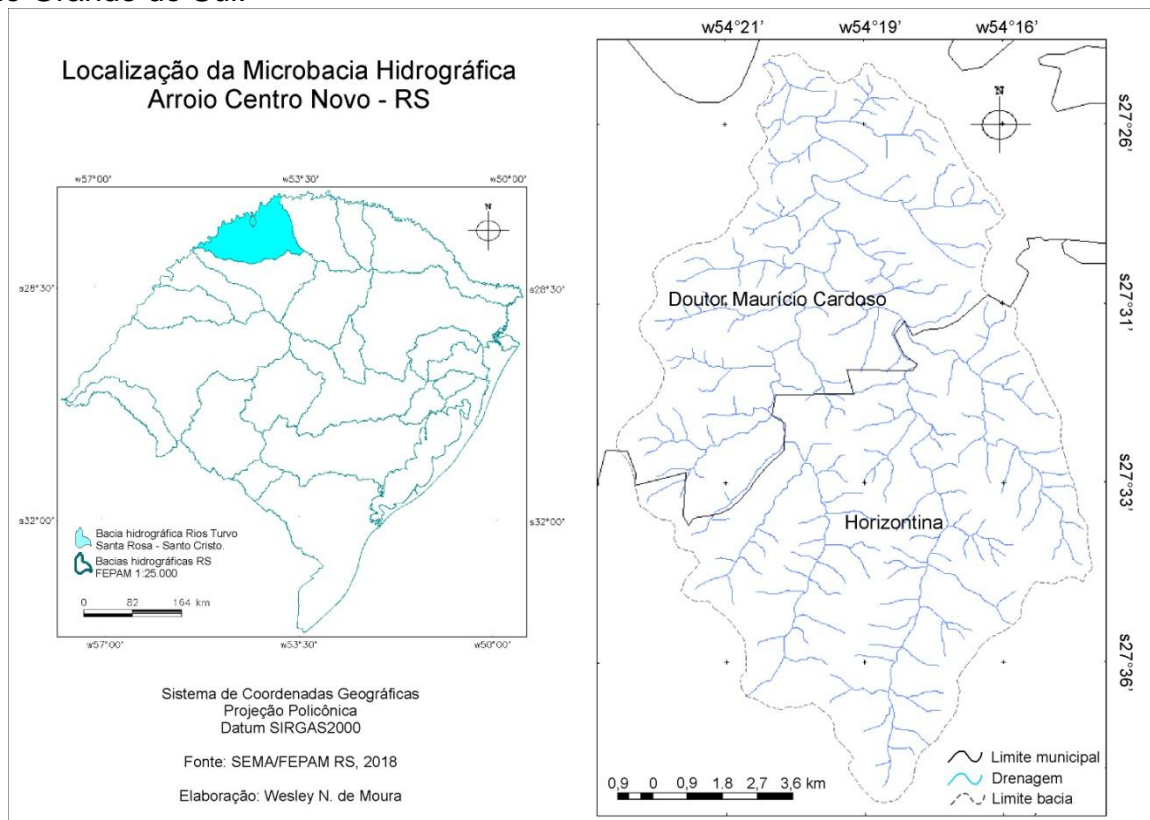 Localização da Microbacia Hidrográfica
Arroio Centro Novo - RS
w57°00'
w53°30'
w50°00'
N
s28°30'
s28°30'
s32°00'
s32°00'
Bacia hidrográfica Rios Turvo
Santa Rosa - Santo Cristo.
Bacias hidrográficas RS
FEPAM 1:25.000
0 82 164 km
w57°00'
w53°30'
w50°00'
Sistema de Coordenadas Geográficas
Projeção Policônica
Datum SIRGAS2000
Fonte: SEMA/FEPAM RS, 2018
Elaboração: Wesley N. de Moura
w54°21' w54°19' w54°16'
N
s27°26'
s27°31'
s27°33'
s27°36'
Doutor Maurício Cardoso
Horizontina
0,9 0 0,9 1.8 2,7 3,6 km
Limite municipal
Drenagem
Limite bacia